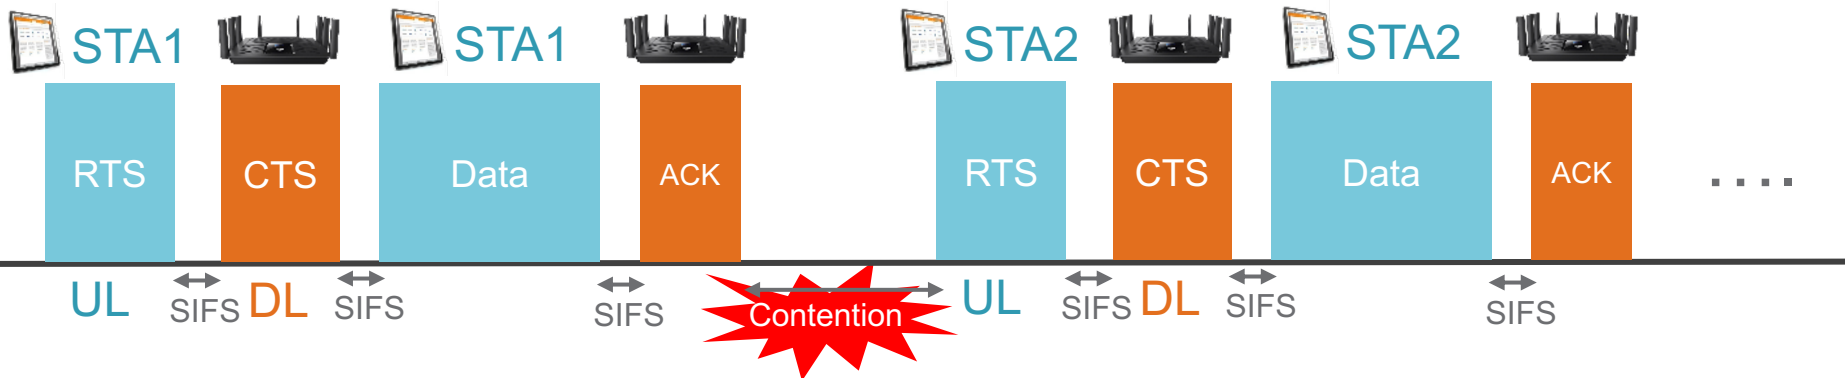 STA1 STA1 STA2 STA2
RTS CTS Data ACK RTS CTS Data ACK ....
UL SIFS DL SIFS SIFS Contention UL SIFS DL SIFS SIFS